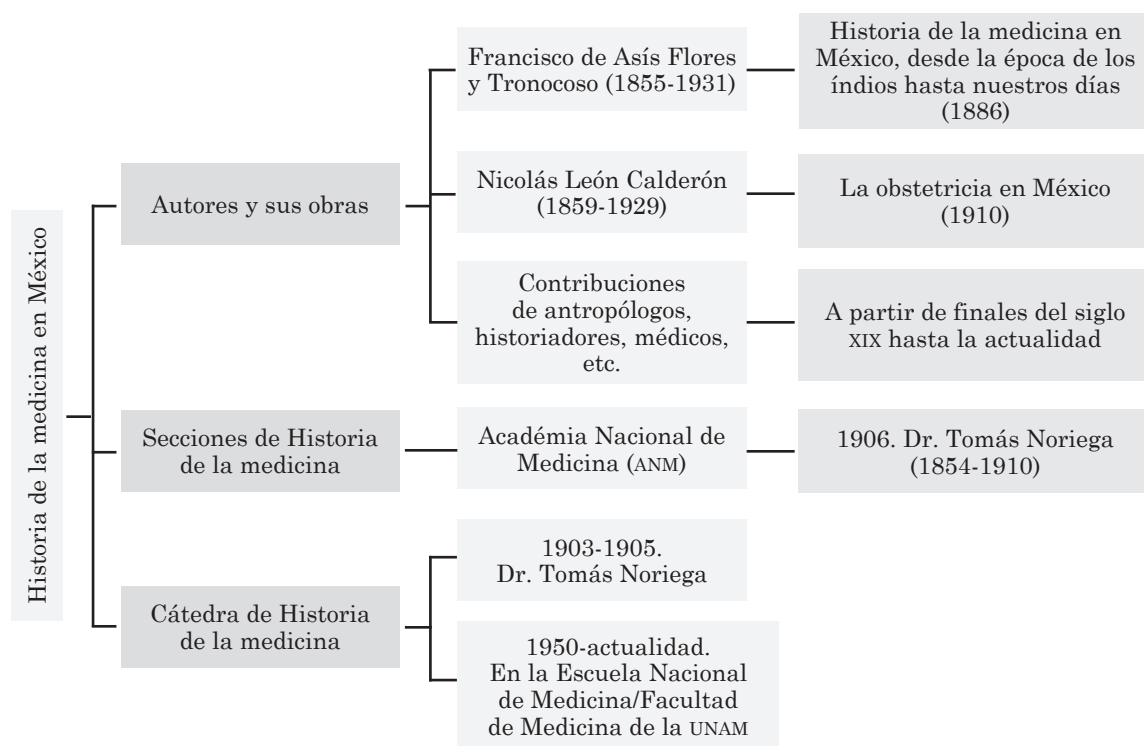 Historia de la medicina en México
Autores y sus obras
Francisco de Asís Flores
y Tronocoso (1855-1931)
Historia de la medicina en
México, desde la época de los
índios hasta nuestros días
(1886)
Nicolás León Calderón
(1859-1929)
La obstetricia en México
(1910)
Contribuciones
de antropólogos,
historiadores, médicos,
etc.
A partir de finales del siglo
XIX hasta la actualidad
Secciones de Historia
de la medicina
Académia Nacional de
Medicina (ANM)
1906. Dr. Tomás Noriega
(1854-1910)
Cátedra de Historia
de la medicina
1903-1905.
Dr. Tomás Noriega
1950-actualidad.
En la Escuela Nacional
de Medicina/Facultad
de Medicina de la UNAM